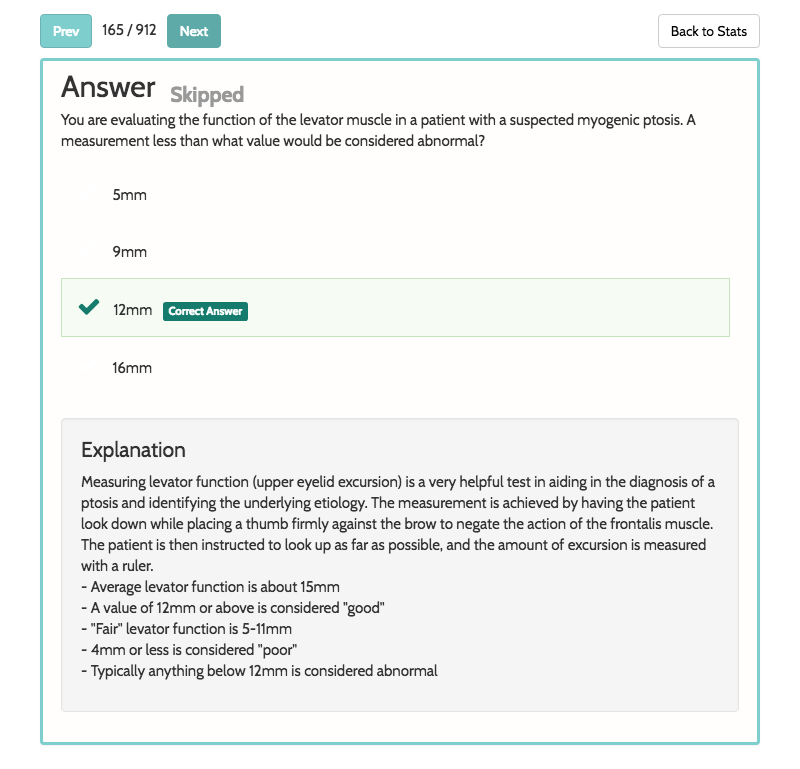 Prev 165 / 912 Next Back to Stats
Answer Skipped
You are evaluating the function of the levator muscle in a patient with a suspected myogenic ptosis. A
measurement less than what value would be considered abnormal?
5mm
9mm
12mm Correct Answer
16mm
Explanation
Measuring levator function (upper eyelid excursion) is a very helpful test in aiding in the diagnosis of a
ptosis and identifying the underlying etiology. The measurement is achieved by having the patient
look down while placing a thumb firmly against the brow to negate the action of the frontalis muscle.
The patient is then instructed to look up as far as possible, and the amount of excursion is measured
with a ruler.
- Average levator function is about 15mm
- A value of 12mm or above is considered "good"
- "Fair" levator function is 5-11mm
- 4mm or less is considered "poor"
- Typically anything below 12mm is considered abnormal